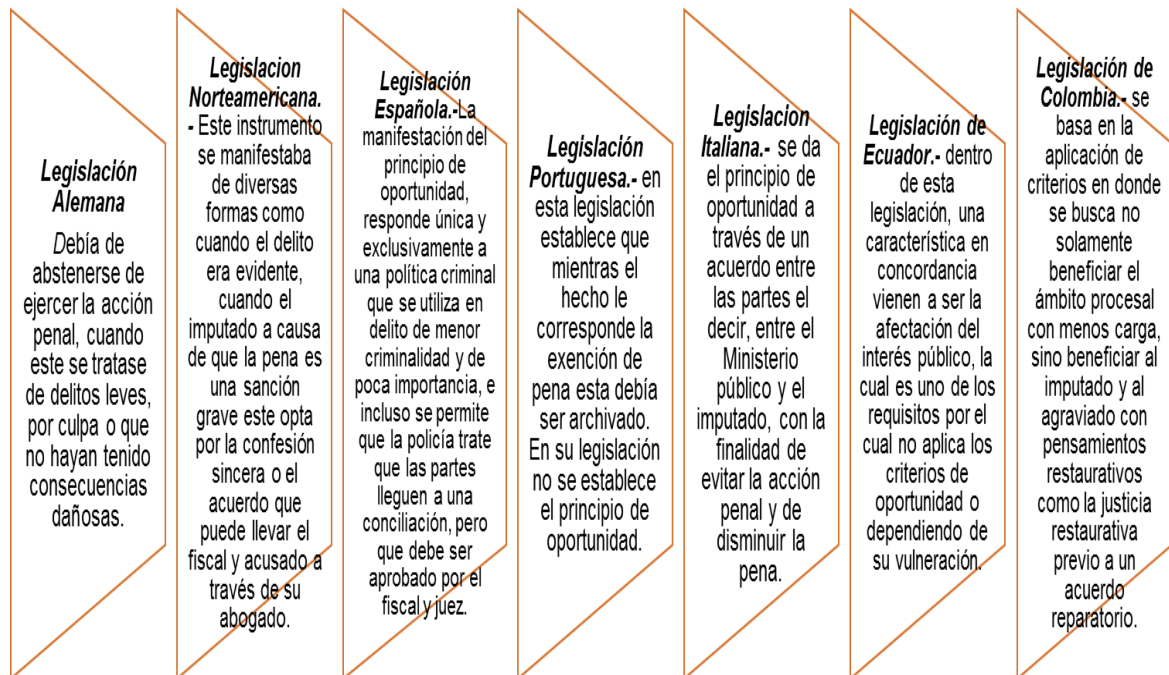 Legislación
Alemana
Debía de
abstenerse de
ejercer la acción
penal, cuando
este se tratase
de delitos leves,
por culpa o que
no hayan tenido
consecuencias
dañosas.
Legislacion
Norteamericana.
- Este instrumento
se manifestaba
de diversas
formas como
cuando el delito
era evidente,
cuando el
imputado a causa
de que la pena es
una sanción
grave este opta
por la confesión
sincera o el
acuerdo que
puede llevar el
fiscal y acusado a
través de su
abogado.
Legislación
Española.-La
manifestación del
principio de
oportunidad,
responde única y
exclusivamente a
una política criminal
que se utiliza en
delito de menor
criminalidad y de
poca importancia, e
incluso se permite
que la policía trate
que las partes
lleguen a una
conciliación, pero
que debe ser
aprobado por el
fiscal y juez.
Legislación
Portuguesa.- en
esta legislación
establece que
mientras el
hecho le
corresponde la
exención de
pena esta debía
ser archivado.
En su legislación
no se establece
el principio de
oportunidad.
Legislacion
Italiana.- se da
el principio de
oportunidad a
través de un
acuerdo entre
las partes el
decir, entre el
Ministerio
público y el
imputado, con la
finalidad de
evitar la acción
penal y de
disminuir la
pena.
Legislación de
Ecuador.- dentro
de esta
legislación, una
característica en
concordancia
vienen a ser la
afectación del
interés público, la
cual es uno de los
requisitos por el
cual no aplica los
criterios de
oportunidad o
dependiendo de
su vulneración.
Legislación de
Colombia.- se
basa en la
aplicación de
criterios en donde
se busca no
solamente
beneficiar el
ámbito procesal
con menos carga,
sino beneficiar al
imputado y al
agraviado con
pensamientos
restaurativos
como la justicia
restaurativa
previo a un
acuerdo
reparatorio.